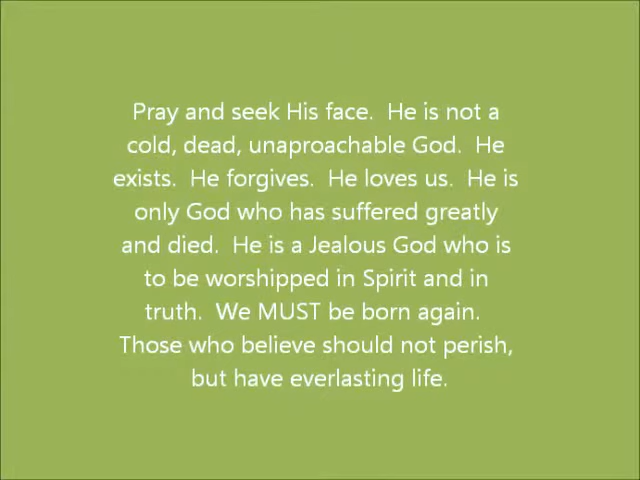 Pray and seek His face.  He is not a
cold, dead, unaproachable God.  He
exists.  He forgives.  He loves us.  He is
only God who has suffered greatly
and died.  He is a Jealous God who is
to be worshipped in Spirit and in
truth.  We MUST be born again.
Those who believe should not perish,
but have everlasting life.